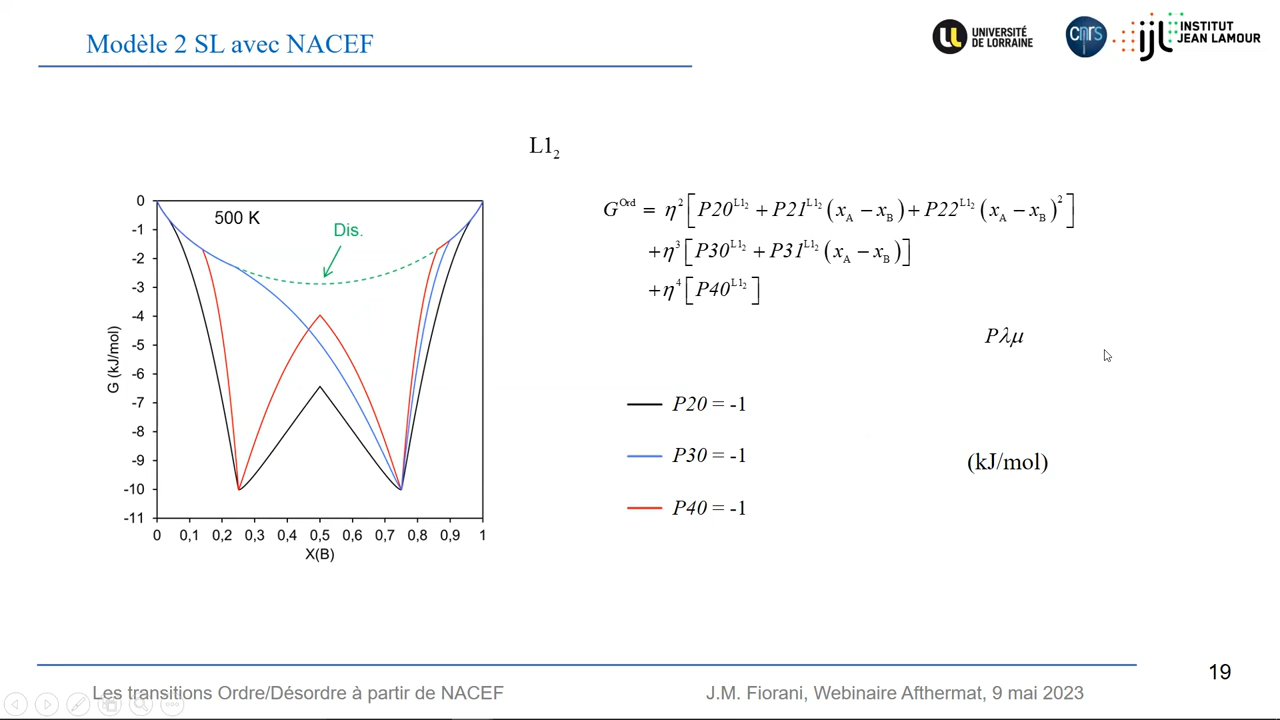 Modèle 2 SL avec NACEF
UNIVERSITÉ
DE LORRAINE
cnrs
ijl
INSTITUT
JEAN LAMOUR
L1₂
0
-1
-2
-3
-4
-5
-6
-7
-8
-9
-10
-11
G (kJ/mol)
500 K
Dis.
0 0,1 0,2 0,3 0,4 0,5 0,6 0,7 0,8 0,9 1
X(B)
G^Ord = η²[P20^L1₂ + P21^L1₂(x_A − x_B) + P22^L1₂(x_A − x_B)²]
+η³[P30^L1₂ + P31^L1₂(x_A − x_B)]
+η⁴[P40^L1₂]
Pλμ
P20 = -1
P30 = -1
(kJ/mol)
P40 = -1
19
Les transitions Ordre/Désordre à partir de NACEF
J.M. Fiorani, Webinaire Afthermat, 9 mai 2023